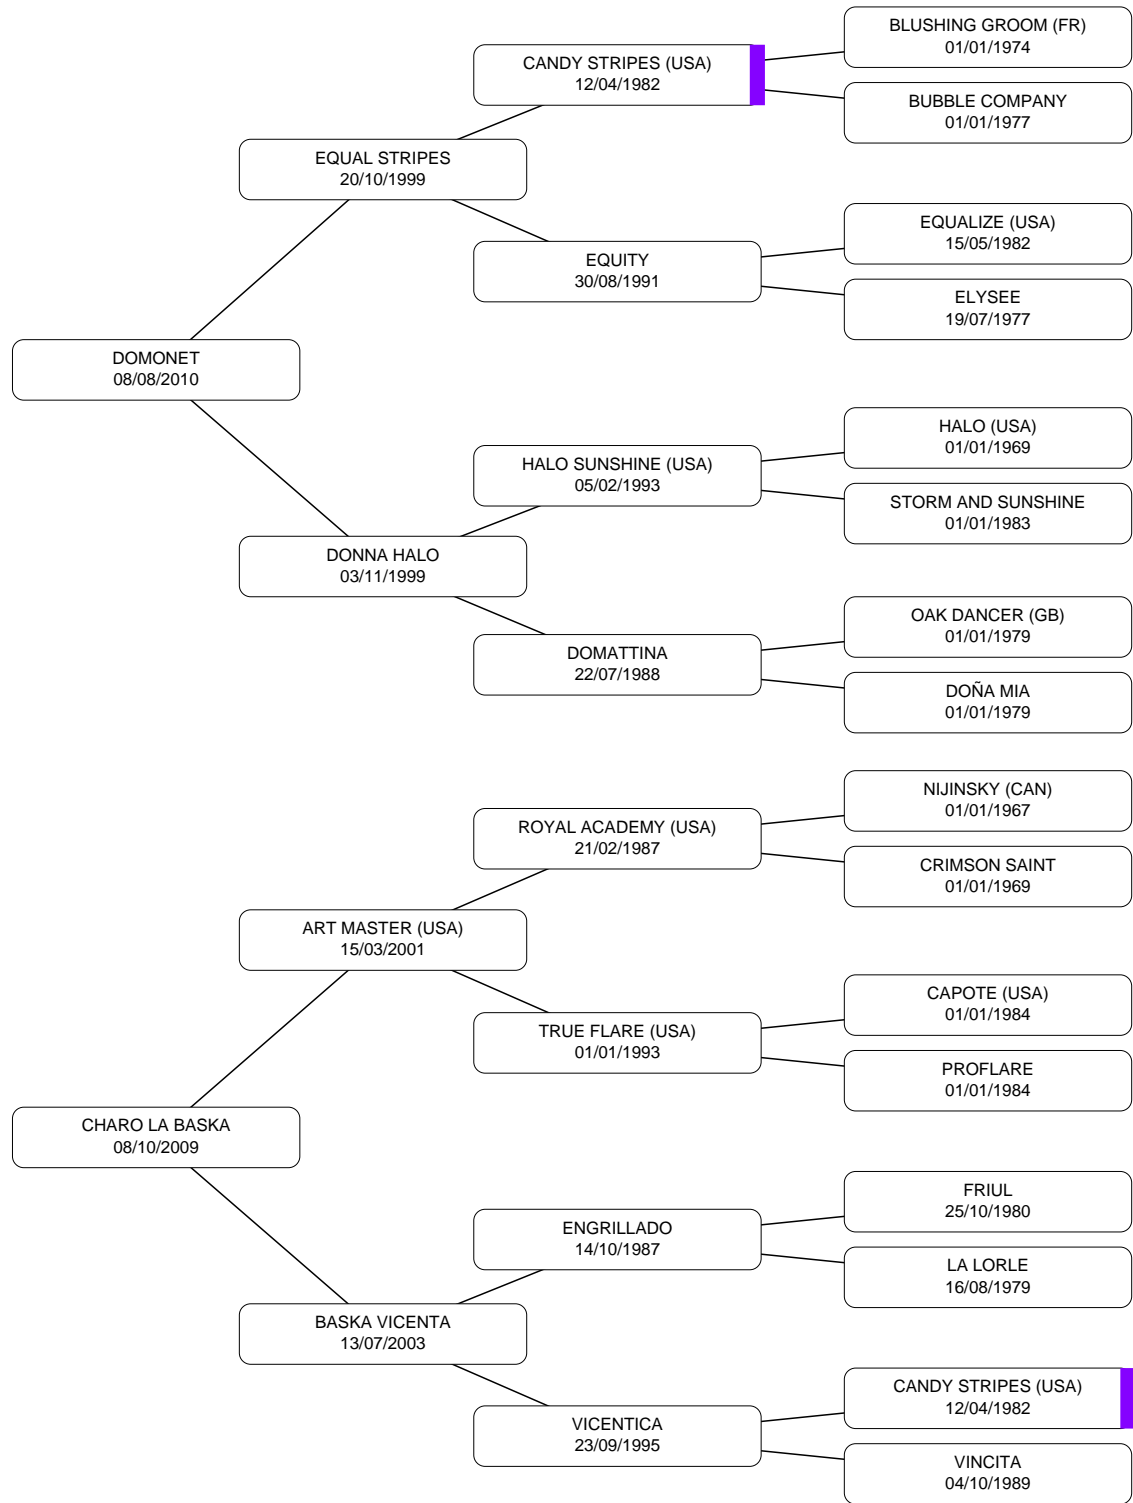 BLUSHING GROOM (FR)
01/01/1974
CANDY STRIPES (USA)
12/04/1982
BUBBLE COMPANY
01/01/1977
EQUAL STRIPES
20/10/1999
EQUALIZE (USA)
15/05/1982
EQUITY
30/08/1991
ELYSEE
19/07/1977
DOMONET
08/08/2010
HALO (USA)
01/01/1969
HALO SUNSHINE (USA)
05/02/1993
STORM AND SUNSHINE
01/01/1983
DONNA HALO
03/11/1999
OAK DANCER (GB)
01/01/1979
DOMATTINA
22/07/1988
DOÑA MIA
01/01/1979
NIJINSKY (CAN)
01/01/1967
ROYAL ACADEMY (USA)
21/02/1987
CRIMSON SAINT
01/01/1969
ART MASTER (USA)
15/03/2001
CAPOTE (USA)
01/01/1984
TRUE FLARE (USA)
01/01/1993
PROFLARE
01/01/1984
CHARO LA BASKA
08/10/2009
FRIUL
25/10/1980
ENGRILLADO
14/10/1987
LA LORLE
16/08/1979
BASKA VICENTA
13/07/2003
CANDY STRIPES (USA)
12/04/1982
VICENTICA
23/09/1995
VINCITA
04/10/1989